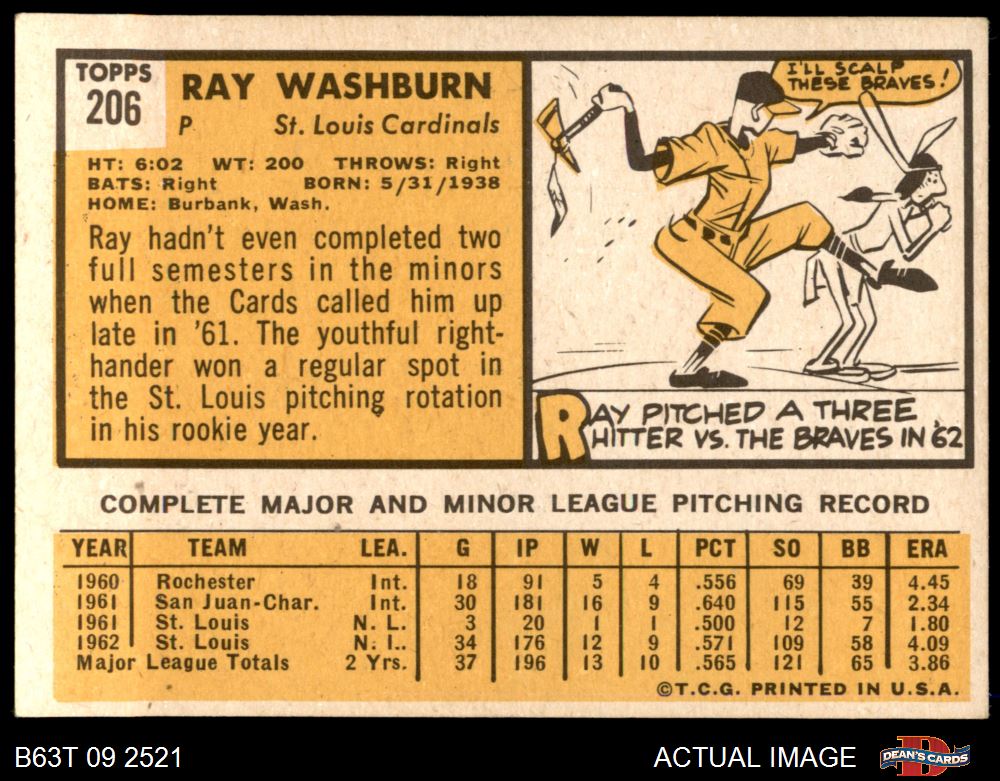 TOPPS
206
RAY WASHBURN
P St. Louis Cardinals
HT: 6:02 WT: 200 THROWS: Right
BATS: Right BORN: 5/31/1938
HOME: Burbank, Wash.
Ray hadn't even completed two
full semesters in the minors
when the Cards called him up
late in '61. The youthful right-
hander won a regular spot in
the St. Louis pitching rotation
in his rookie year.
I'LL SCALP
THESE BRAVES!
RAY PITCHED A THREE
HITTER VS. THE BRAVES IN '62
COMPLETE MAJOR AND MINOR LEAGUE PITCHING RECORD
YEAR TEAM LEA. G IP W L PCT SO BB ERA
1960 Rochester Int. 18 91 5 4 .556 69 39 4.45
1961 San Juan-Char. Int. 30 181 16 9 .640 115 55 2.34
1961 St. Louis N. L. 3 20 1 1 .500 12 7 1.80
1962 St. Louis N. L. 34 176 12 9 .571 109 58 4.09
Major League Totals 2 Yrs. 37 196 13 10 .565 121 65 3.86
©T.C.G. PRINTED IN U.S.A.
B63T 09 2521
ACTUAL IMAGE
DEAN'S CARDS